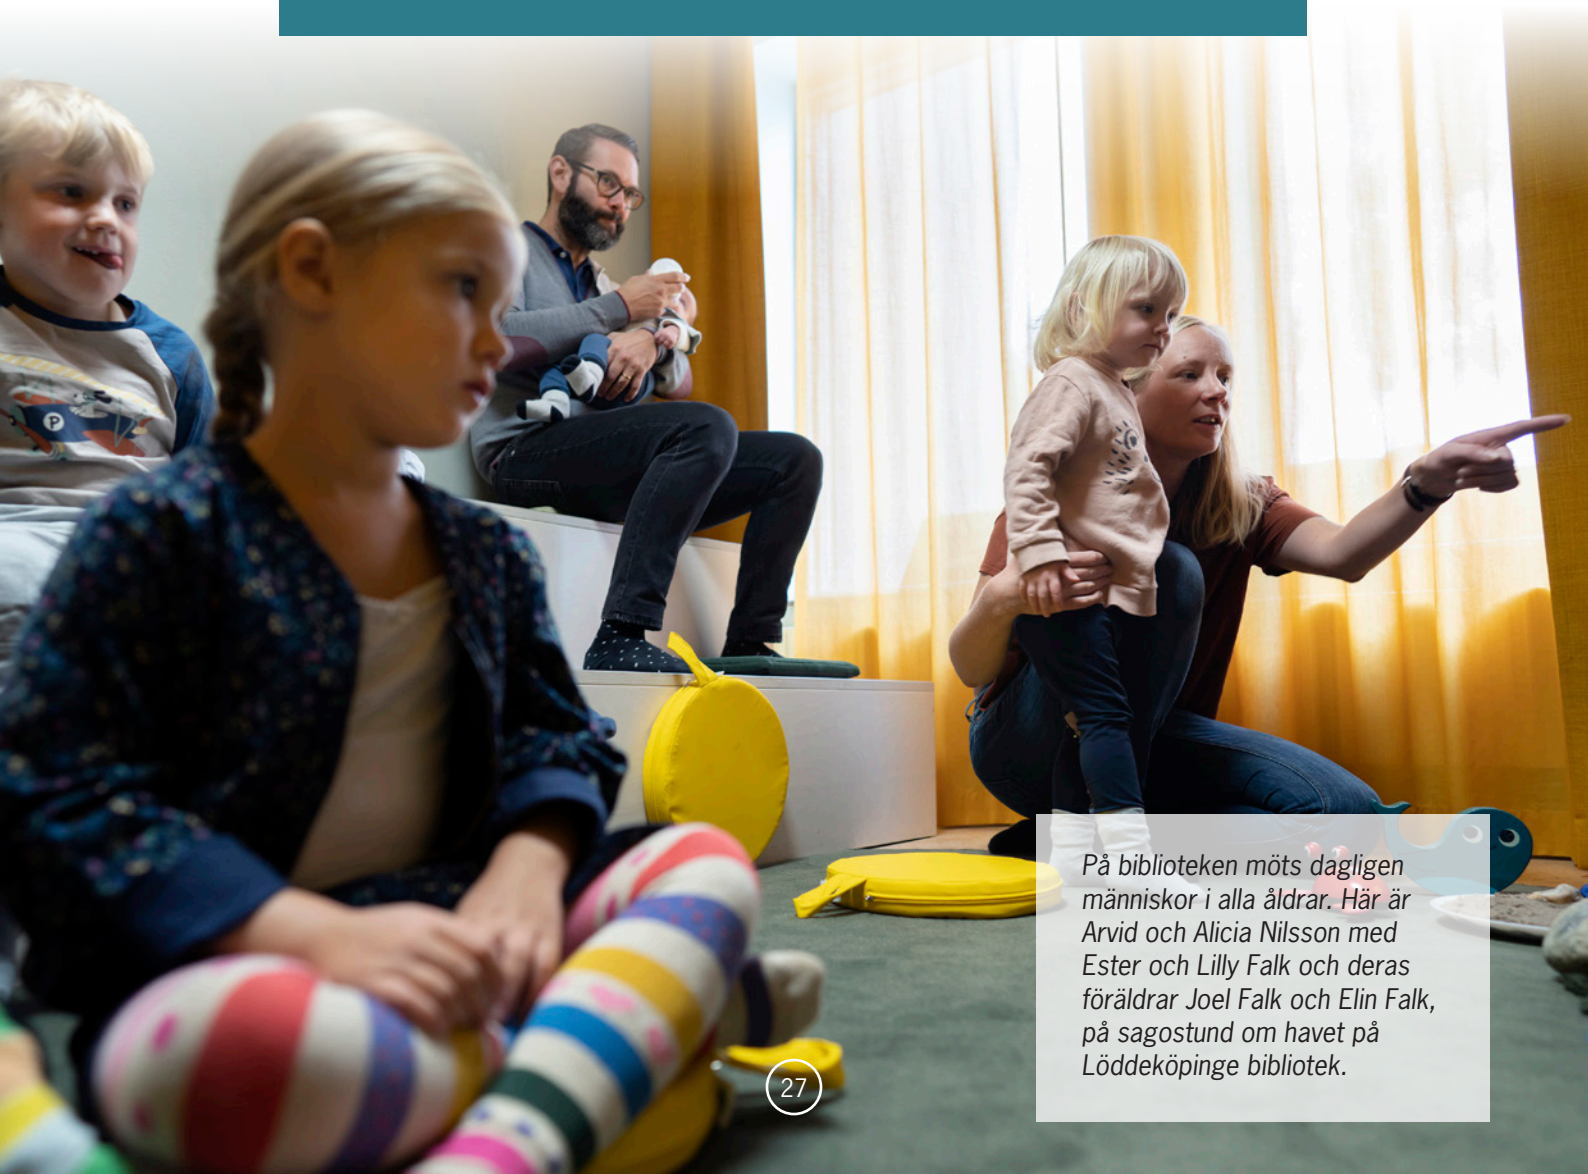 P
På biblioteken möts dagligen
människor i alla åldrar. Här är
Arvid och Alicia Nilsson med
Ester och Lilly Falk och deras
föräldrar Joel Falk och Elin Falk,
på sagostund om havet på
Löddeköpinge bibliotek.
27